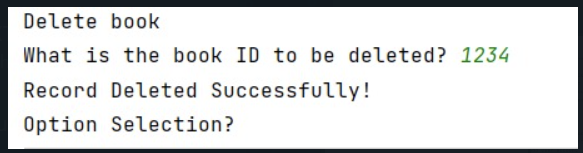 Delete book
What is the book ID to be deleted? 1234
Record Deleted Successfully!
Option Selection?